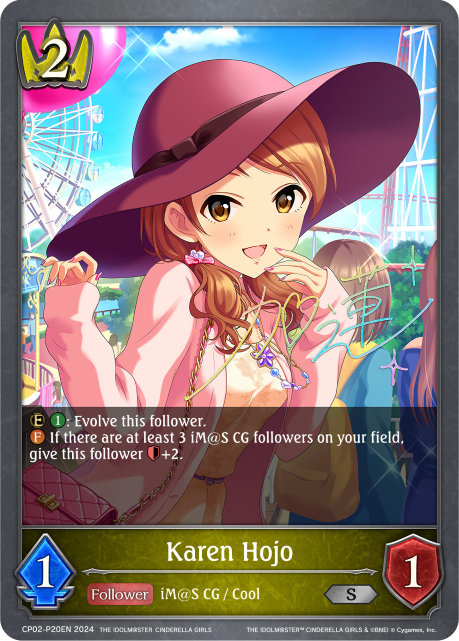 2
E 1: Evolve this follower.
F If there are at least 3 iM@S CG followers on your field,
give this follower +2.
Karen Hojo
1
Follower iM@S CG / Cool
S
1
CP02-P20EN 2024 THE IDOLM@STER CINDERELLA GIRLS THE IDOLM@STER™ CINDERELLA GIRLS & ©BNEI ℗ Cygames, Inc.